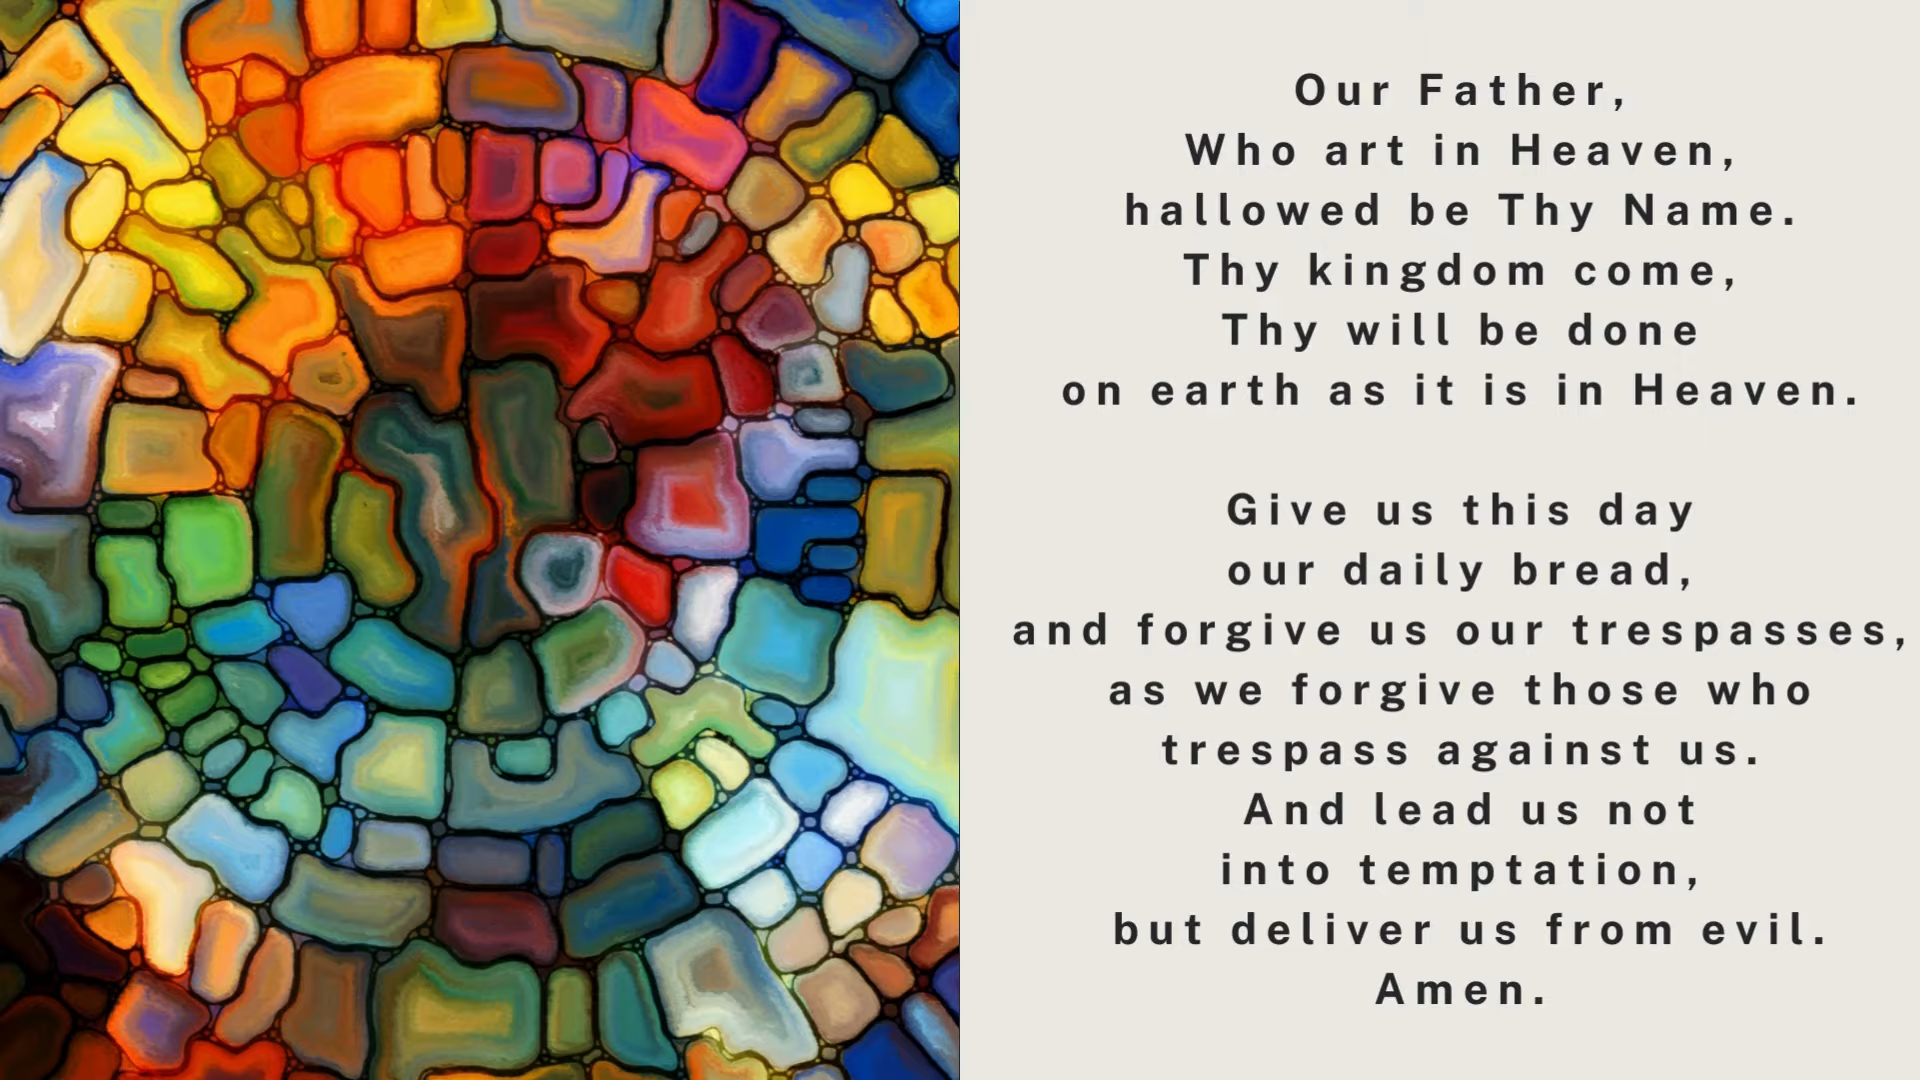 Our Father,
Who art in Heaven,
hallowed be Thy Name.
Thy kingdom come,
Thy will be done
on earth as it is in Heaven.
Give us this day
our daily bread,
and forgive us our trespasses,
as we forgive those who
trespass against us.
And lead us not
into temptation,
but deliver us from evil.
Amen.